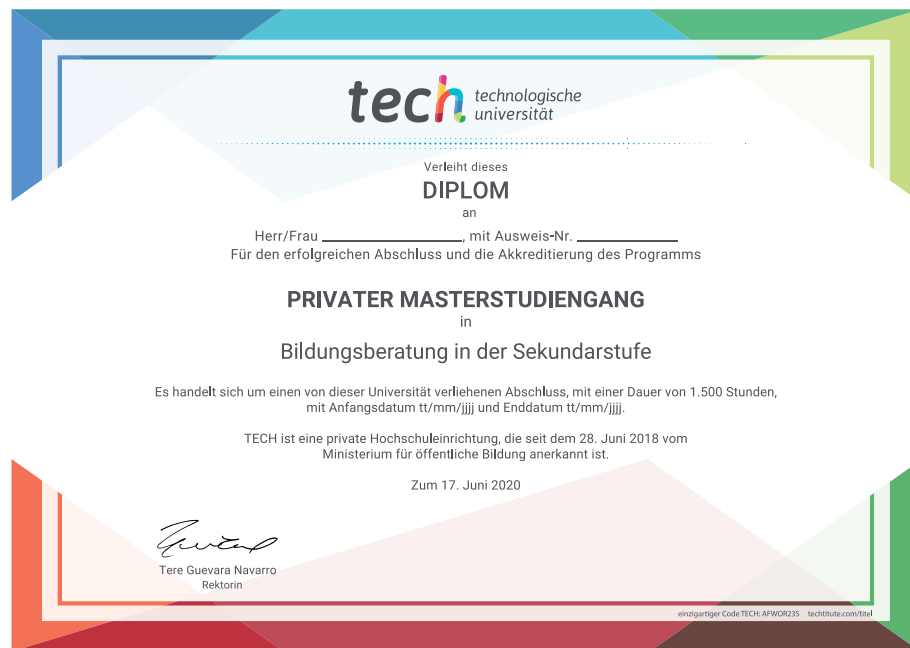 tech technologische
universität
Verleiht dieses
DIPLOM
an
Herr/Frau ____________________, mit Ausweis-Nr. ______________
Für den erfolgreichen Abschluss und die Akkreditierung des Programms
PRIVATER MASTERSTUDIENGANG
in
Bildungsberatung in der Sekundarstufe
Es handelt sich um einen von dieser Universität verliehenen Abschluss, mit einer Dauer von 1.500 Stunden,
mit Anfangsdatum tt/mm/jjjj und Enddatum tt/mm/jjjj.
TECH ist eine private Hochschuleinrichtung, die seit dem 28. Juni 2018 vom
Ministerium für öffentliche Bildung anerkannt ist.
Zum 17. Juni 2020
Tere Guevara Navarro
Rektorin
einzigartiger Code TECH: AFWOR23S techtitute.com/titel